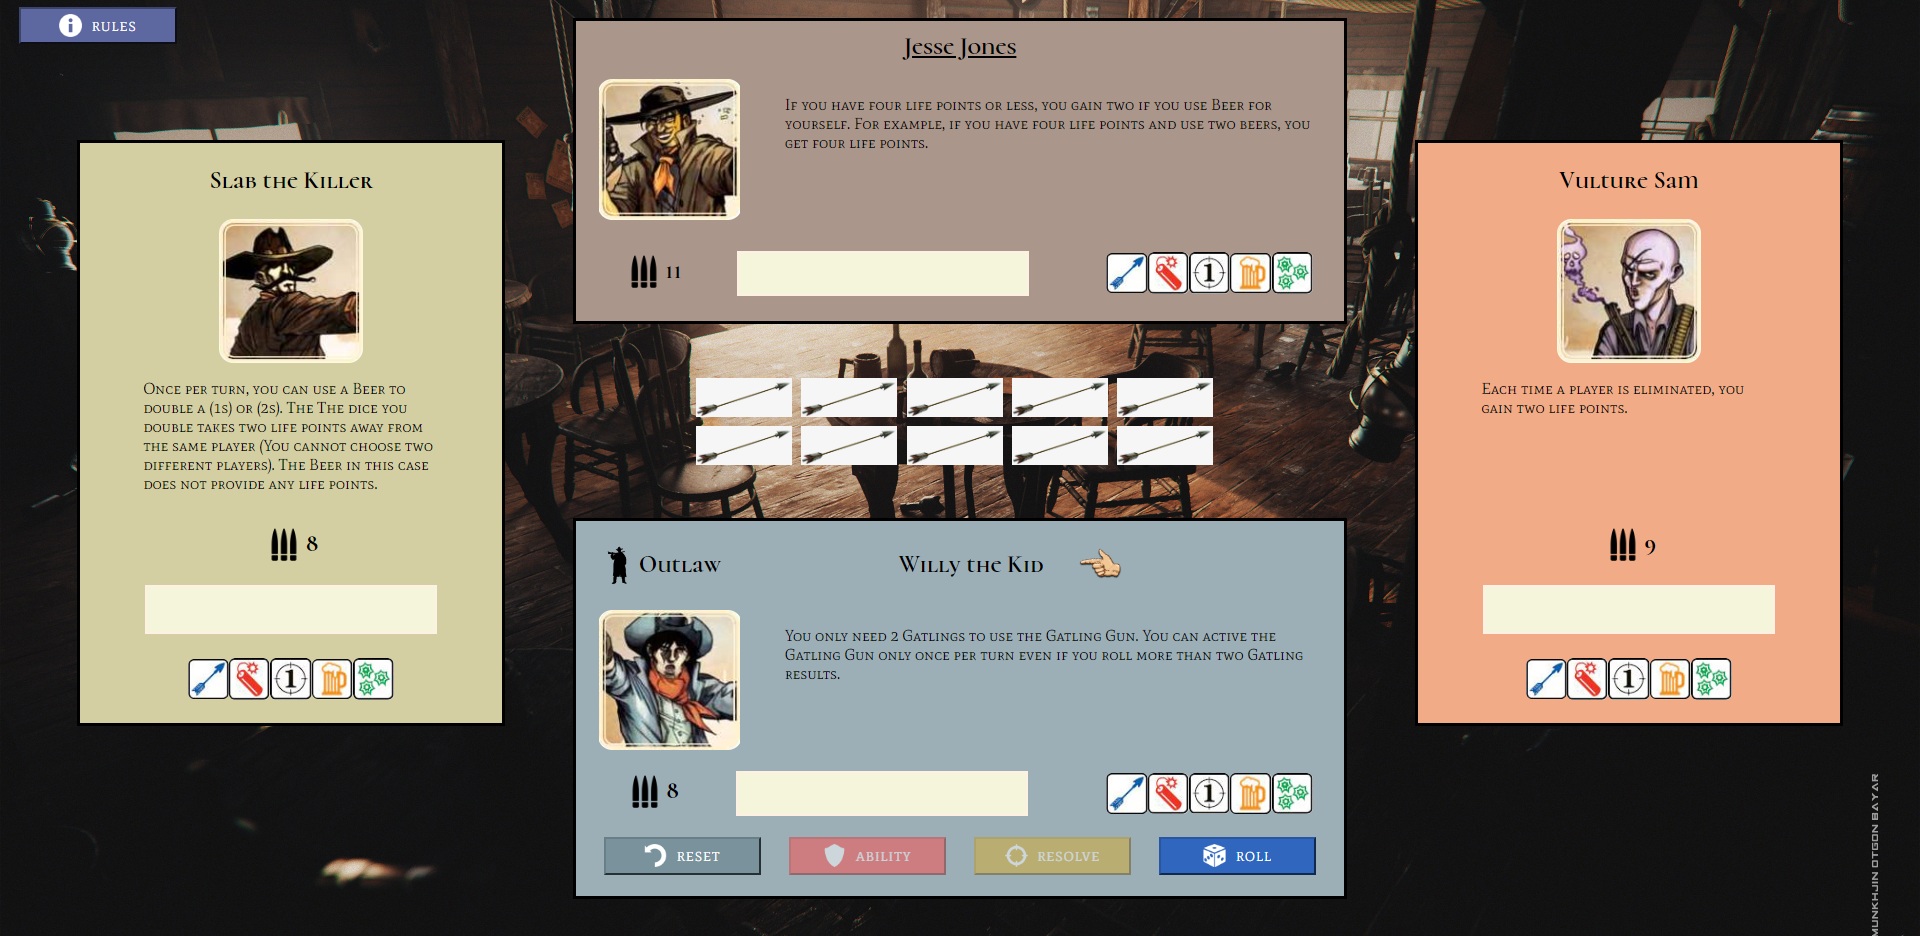 RULES
Jesse Jones
If you have four life points or less, you gain two if you use Beer for
yourself. For example, if you have four life points and use two beers, you
get four life points.
11
1
Slab the Killer
Once per turn, you can use a Beer to
double a (1s) or (2s). The The dice you
double takes two life points away from
the same player (You cannot choose two
different players). The Beer in this case
does not provide any life points.
8
1
Vulture Sam
Each time a player is eliminated, you
gain two life points.
9
1
Outlaw
Willy the Kid
You only need 2 Gatlings to use the Gatling Gun. You can active the
Gatling Gun only once per turn even if you roll more than two Gatling
results.
8
1
RESET
ABILITY
RESOLVE
ROLL
MUNKHJIN OTGON BAYAR